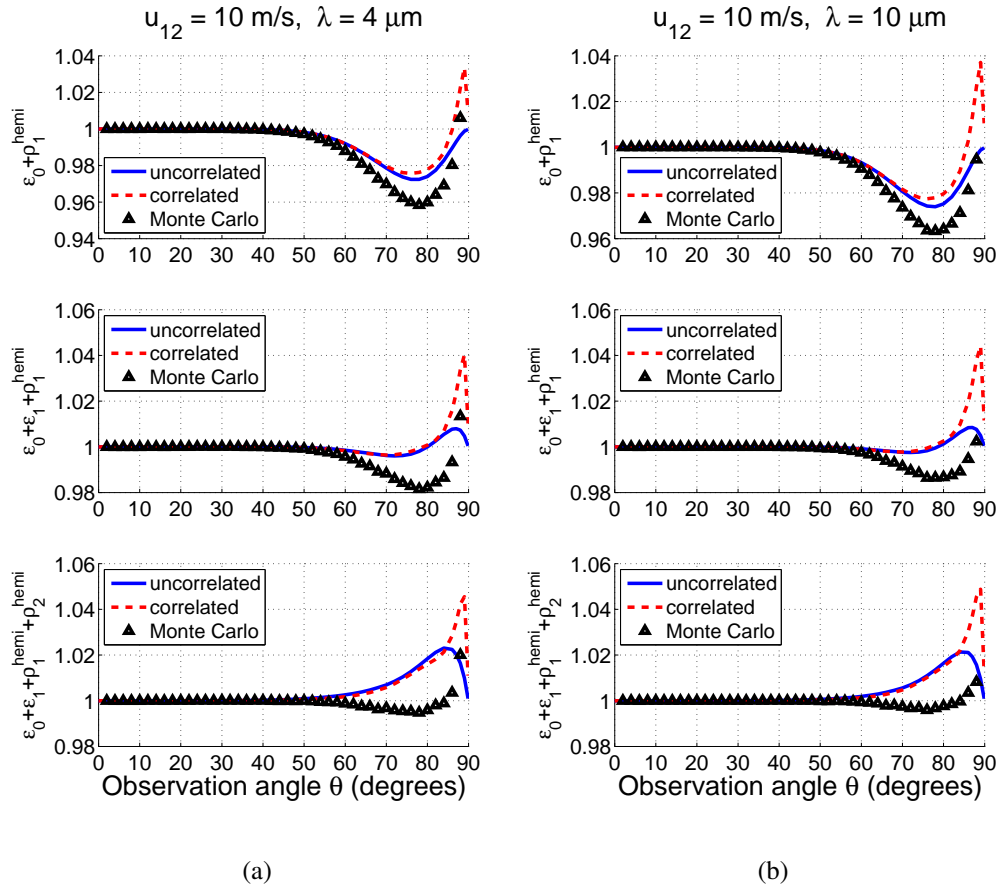 u12 = 10 m/s, λ = 4 μm
1.04
1.02
1
0.98
0.96
0.94
ε0+ρ1hemi
uncorrelated
correlated
Monte Carlo
0 10 20 30 40 50 60 70 80 90
1.06
1.04
1.02
1
0.98
ε0+ε1+ρ1hemi
uncorrelated
correlated
Monte Carlo
0 10 20 30 40 50 60 70 80 90
1.06
1.04
1.02
1
0.98
ε0+ε1+ρ1hemi+ρ2
uncorrelated
correlated
Monte Carlo
0 10 20 30 40 50 60 70 80 90
Observation angle θ (degrees)
(a)
u12 = 10 m/s, λ = 10 μm
1.04
1.02
1
0.98
0.96
ε0+ρ1hemi
uncorrelated
correlated
Monte Carlo
0 10 20 30 40 50 60 70 80 90
1.06
1.04
1.02
1
0.98
ε0+ε1+ρ1hemi
uncorrelated
correlated
Monte Carlo
0 10 20 30 40 50 60 70 80 90
1.06
1.04
1.02
1
0.98
ε0+ε1+ρ1hemi+ρ2
uncorrelated
correlated
Monte Carlo
0 10 20 30 40 50 60 70 80 90
Observation angle θ (degrees)
(b)